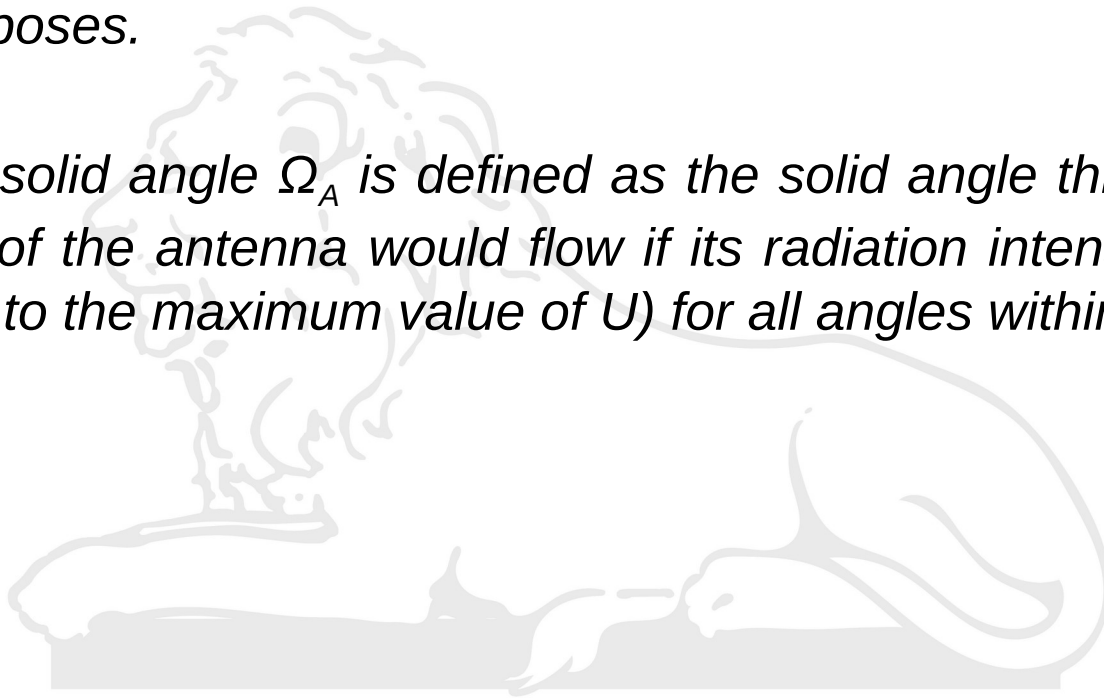 poses.
solid angle Ω_A is defined as the solid angle th
of the antenna would flow if its radiation inten
to the maximum value of U) for all angles within